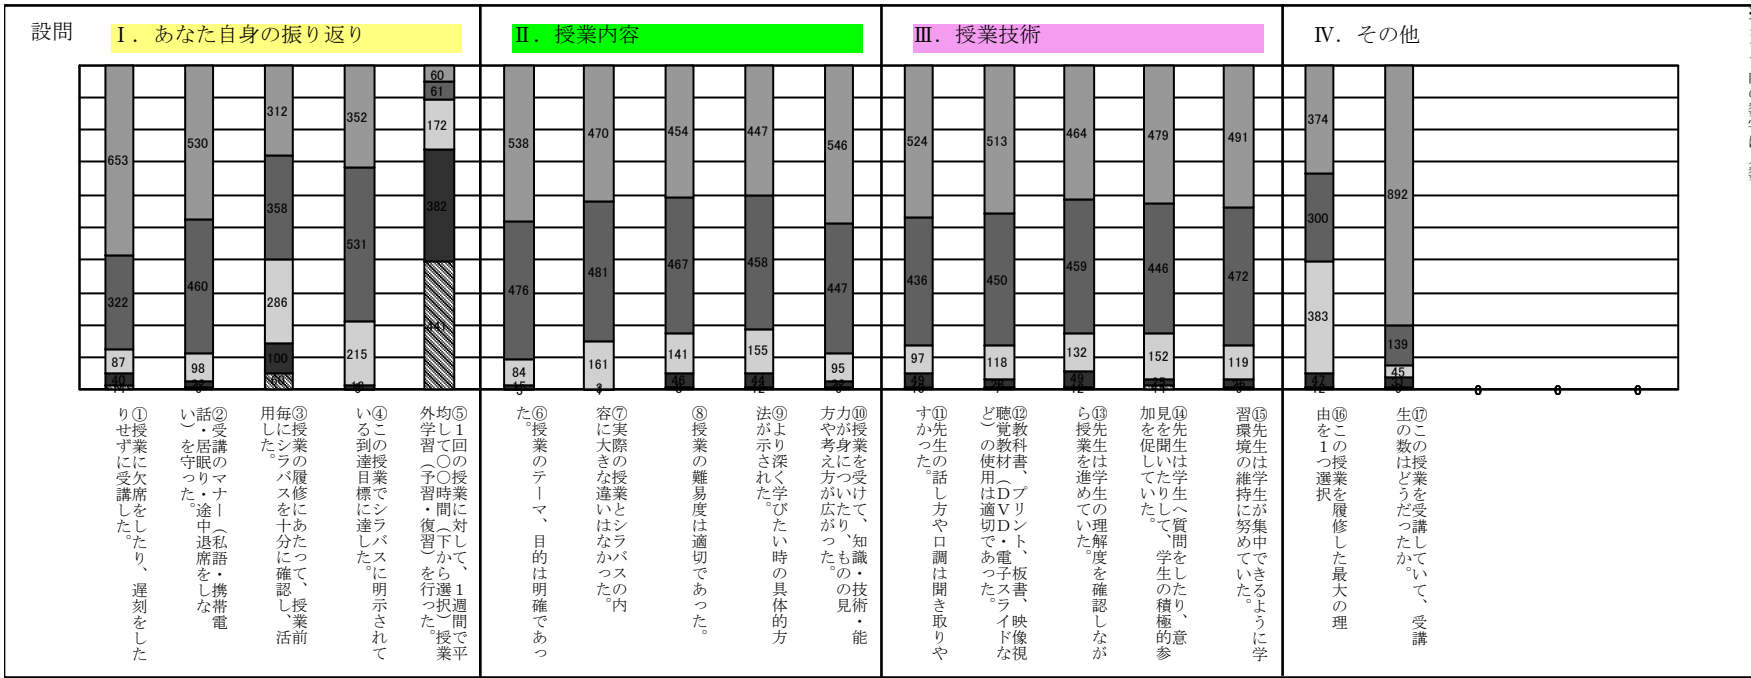 設問
Ⅰ．あなた自身の振り返り
Ⅱ．授業内容
Ⅲ．授業技術
Ⅳ．その他
653
322
87
40
14
530
460
98
312
358
286
100
60
352
531
215
60
61
172
382
441
538
476
84
15
470
481
161
454
467
141
46
447
458
155
44
12
546
447
95
524
436
97
49
513
450
118
464
459
132
49
12
479
446
152
491
472
119
374
300
383
47
12
892
139
45
0
0
0
①授業に欠席をしたり、遅刻をした
りせずに受講した。
②受講のマナー（私語・携帯電
話・居眠り・途中退席をしな
い）を守った。
③授業の履修にあたって、授業前
毎にシラバスを十分に確認し、活
用した。
④この授業でシラバスに明示されて
いる到達目標に達した。
⑤１回の授業に対して、１週間で平
均して〇〇時間（下から選択）授業
外学習（予習・復習）を行った。
⑥授業のテーマ、目的は明確であっ
た。
⑦実際の授業とシラバスの内
容に大きな違いはなかった。
⑧授業の難易度は適切であった。
⑨より深く学びたい時の具体的方
法が示された。
⑩授業を受けて、知識・技術・能
力が身についたり、ものの見
方や考え方が広がった。
⑪先生の話し方や口調は聞き取りや
すかった。
⑫教科書、プリント、板書、映像視
聴覚教材（ＤＶＤ・電子スライドな
ど）の使用は適切であった。
⑬先生は学生の理解度を確認しなが
ら授業を進めていた。
⑭先生は学生へ質問をしたり、意
見を聞いたりして、学生の積極的参
加を促していた。
⑮先生は学生が集中できるように学
習環境の維持に努めていた。
⑯この授業を履修した最大の理
由を１つ選択
⑰この授業を受講していて、受講
生の数はどうだったか。